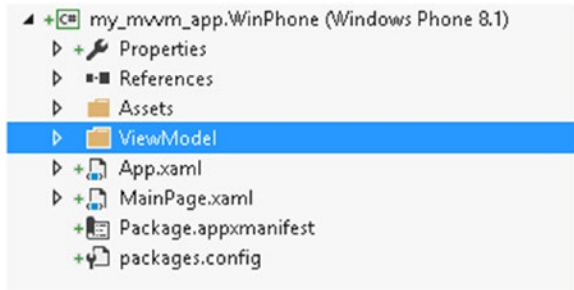 C# my_mvvm_app.WinPhone (Windows Phone 8.1)
Properties
References
Assets
ViewModel
App.xaml
MainPage.xaml
Package.appxmanifest
packages.config